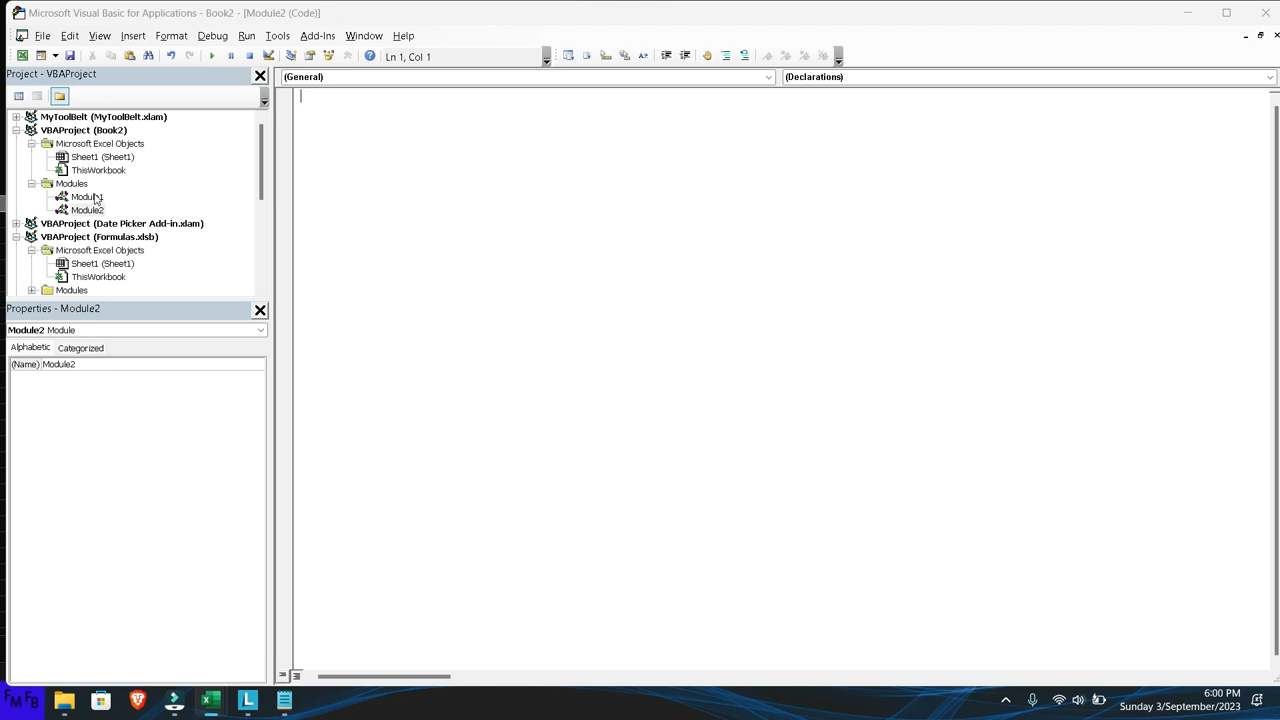 Microsoft Visual Basic for Applications - Book2 - [Module2 (Code)]
File Edit View Insert Format Debug Run Tools Add-Ins Window Help
Ln 1, Col 1
Project - VBAProject
(General) (Declarations)
MyToolBelt (MyToolBelt.xlam)
VBAProject (Book2)
Microsoft Excel Objects
Sheet1 (Sheet1)
ThisWorkbook
Modules
Module1
Module2
VBAProject (Date Picker Add-in.xlam)
VBAProject (Formulas.xlsb)
Microsoft Excel Objects
Sheet1 (Sheet1)
ThisWorkbook
Modules
Properties - Module2
Module2 Module
Alphabetic Categorized
(Name) Module2
FMFB
6:00 PM
Sunday 3/September/2023